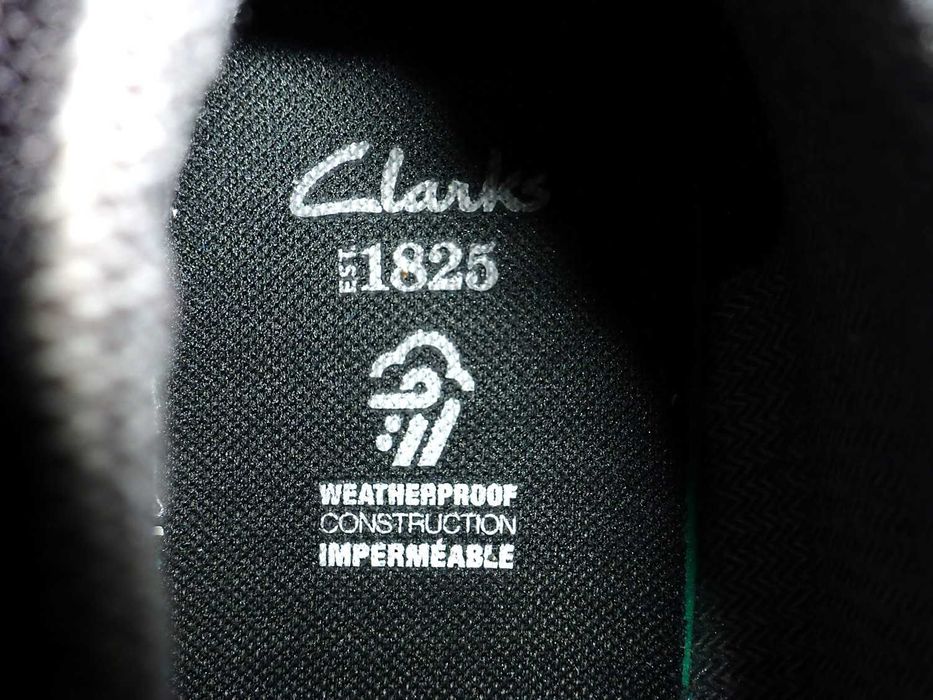 Clarks
EST. 1825
WEATHERPROOF
CONSTRUCTION
IMPERMÉABLE